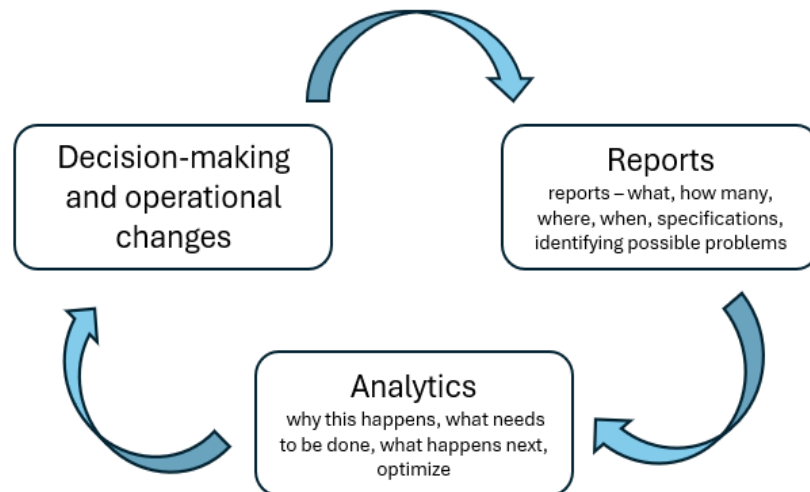 Decision-making
and operational
changes
Reports
reports – what, how many,
where, when, specifications,
identifying possible problems
Analytics
why this happens, what needs
to be done, what happens next,
optimize